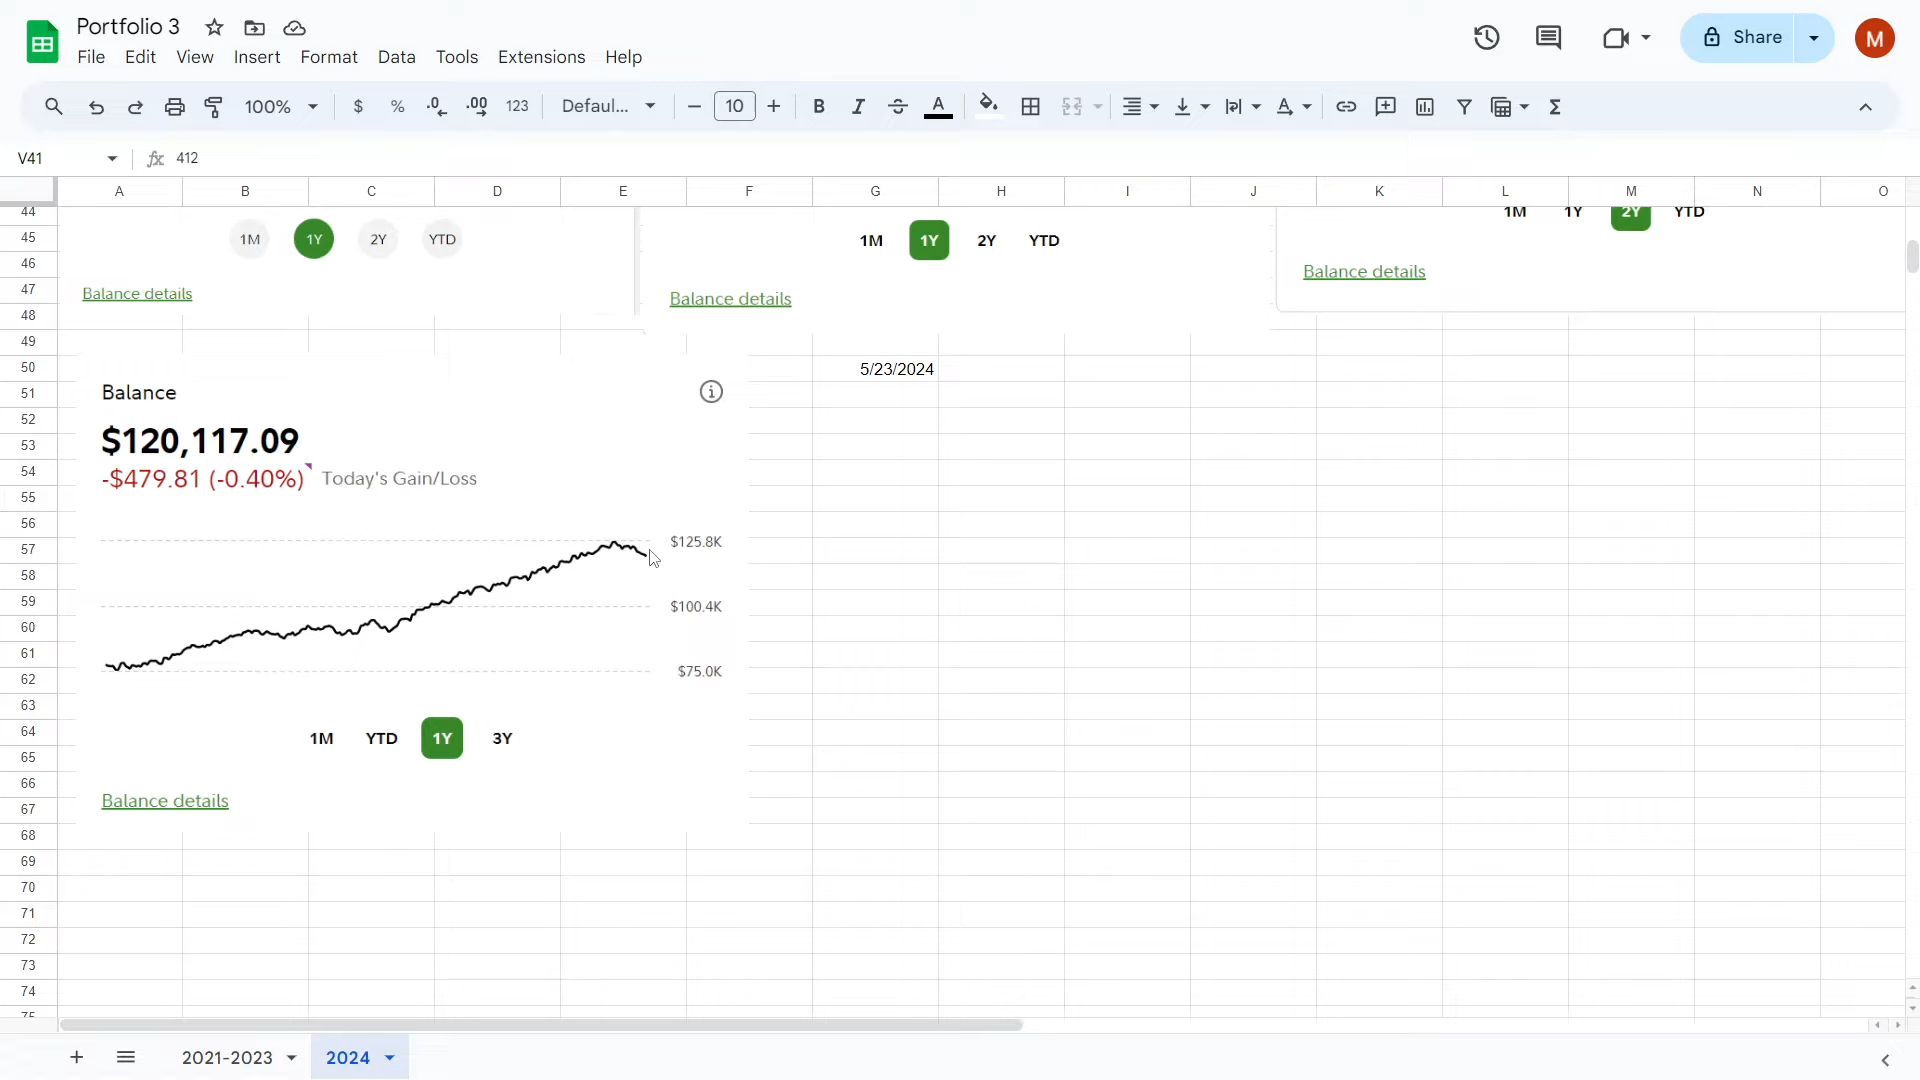 Portfolio 3
File Edit View Insert Format Data Tools Extensions Help
Share
M
100% $ % .0 .00 123 Defaul... 10 B I A
V41 fx 412
A B C D E F G H I J K L M N O
44
45
46
47
48
49
50
51
52
53
54
55
56
57
58
59
60
61
62
63
64
65
66
67
68
69
70
71
72
73
74
75
1M 1Y 2Y YTD
Balance details
1M 1Y 2Y YTD
Balance details
1M 1Y 2Y YTD
Balance details
5/23/2024
Balance
$120,117.09
-$479.81 (-0.40%) Today's Gain/Loss
$125.8K
$100.4K
$75.0K
1M YTD 1Y 3Y
Balance details
2021-2023 2024